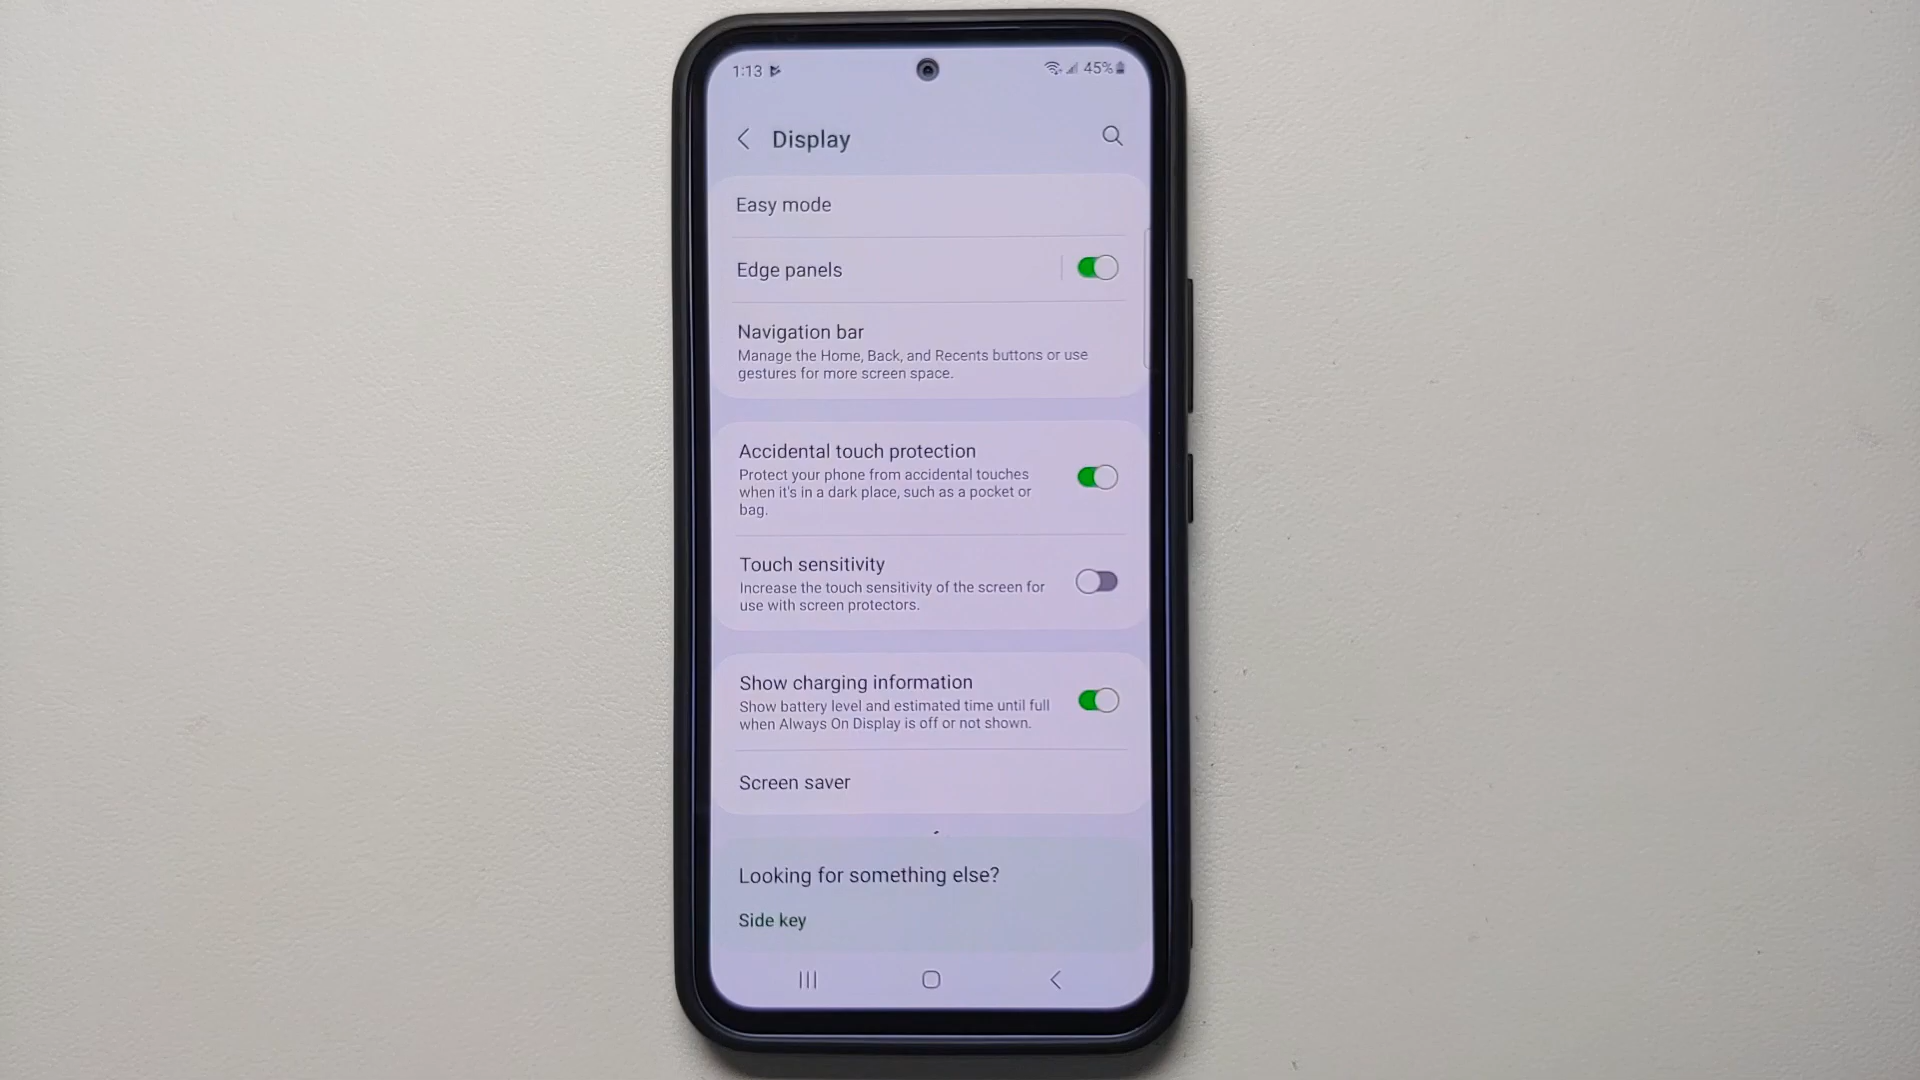 1:13 45%
Display
Easy mode
Edge panels
Navigation bar
Manage the Home, Back, and Recents buttons or use
gestures for more screen space.
Accidental touch protection
Protect your phone from accidental touches
when it's in a dark place, such as a pocket or
bag.
Touch sensitivity
Increase the touch sensitivity of the screen for
use with screen protectors.
Show charging information
Show battery level and estimated time until full
when Always On Display is off or not shown.
Screen saver
Looking for something else?
Side key